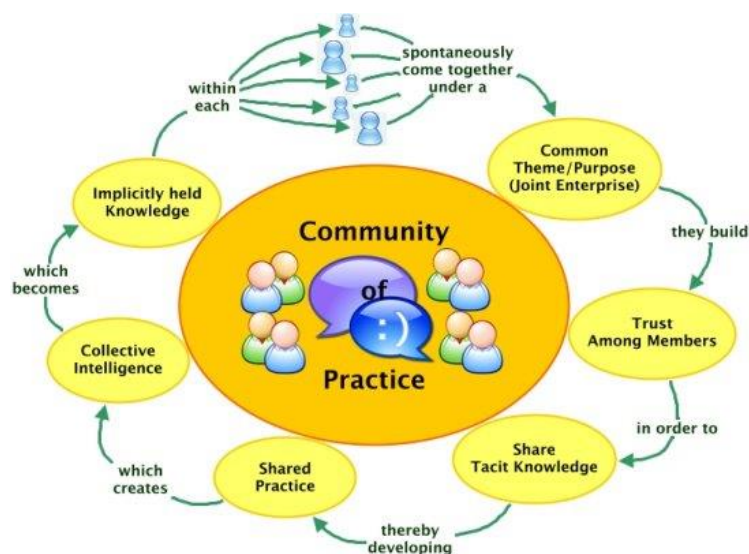 within
each
spontaneously
come together
under a
Common
Theme/Purpose
(Joint Enterprise)
they build
Trust
Among Members
in order to
Share
Tacit Knowledge
thereby
developing
Shared
Practice
which
creates
Collective
Intelligence
which
becomes
Implicitly held
Knowledge
Community
of
:)
Practice